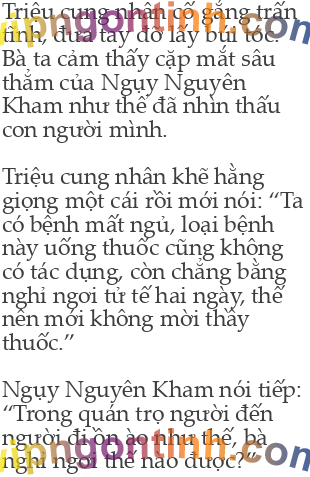 Triệu cung nhân cố gắng trấn
tĩnh, đưa tay đỡ lấy búi tóc.
Bà ta cảm thấy cặp mắt sâu
thẳm của Ngụy Nguyên
Kham như thế đã nhìn thấu
con người mình.
Triệu cung nhân khẽ hằng
giọng một cái rồi mới nói: “Ta
có bệnh mất ngủ, loại bệnh
này uống thuốc cũng không
có tác dụng, còn chẳng bằng
nghỉ ngơi tử tế hai ngày, thế
nên mới không mời thầy
thuốc.”
Ngụy Nguyên Kham nói tiếp:
“Trong quán trọ người đến
người đi ồn ào như thế, bà
nghỉ ngơi thế nào được?”
vipngontinh.com
vipngontinh.com